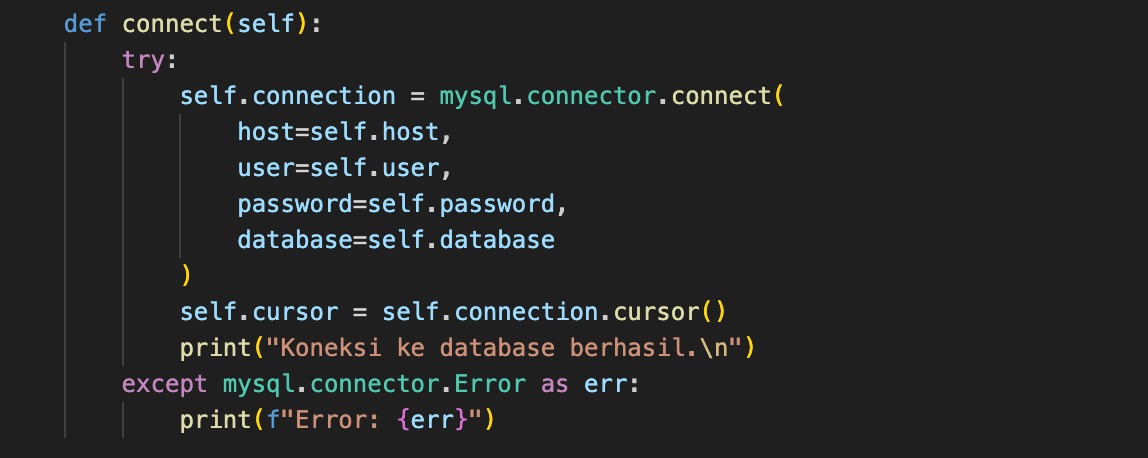 def connect(self):
    try:
        self.connection = mysql.connector.connect(
            host=self.host,
            user=self.user,
            password=self.password,
            database=self.database
        )
        self.cursor = self.connection.cursor()
        print("Koneksi ke database berhasil.\n")
    except mysql.connector.Error as err:
        print(f"Error: {err}")